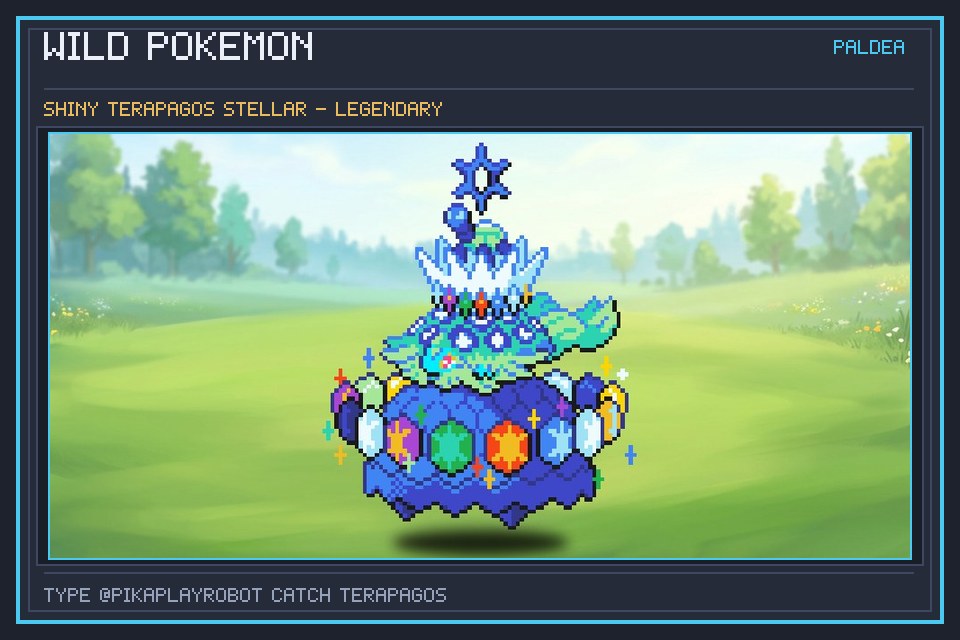 WILD POKEMON
PALDEA
SHINY TERAPAGOS STELLAR - LEGENDARY
TYPE @PIKAPLAYROBOT CATCH TERAPAGOS